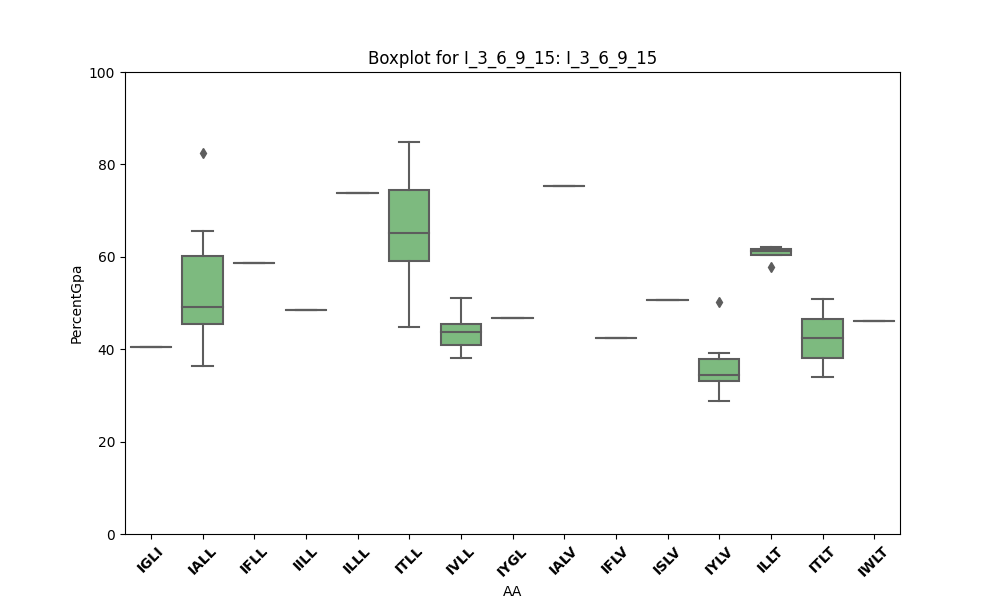 Boxplot for I_3_6_9_15: I_3_6_9_15
100
80
60
40
20
0
PercentGpa
IGLI
IALL
IFLL
IILL
ILLL
ITLL
IVLL
IYGL
IALV
IFLV
ISLV
IYLV
ILLT
ITLT
IWLT
AA